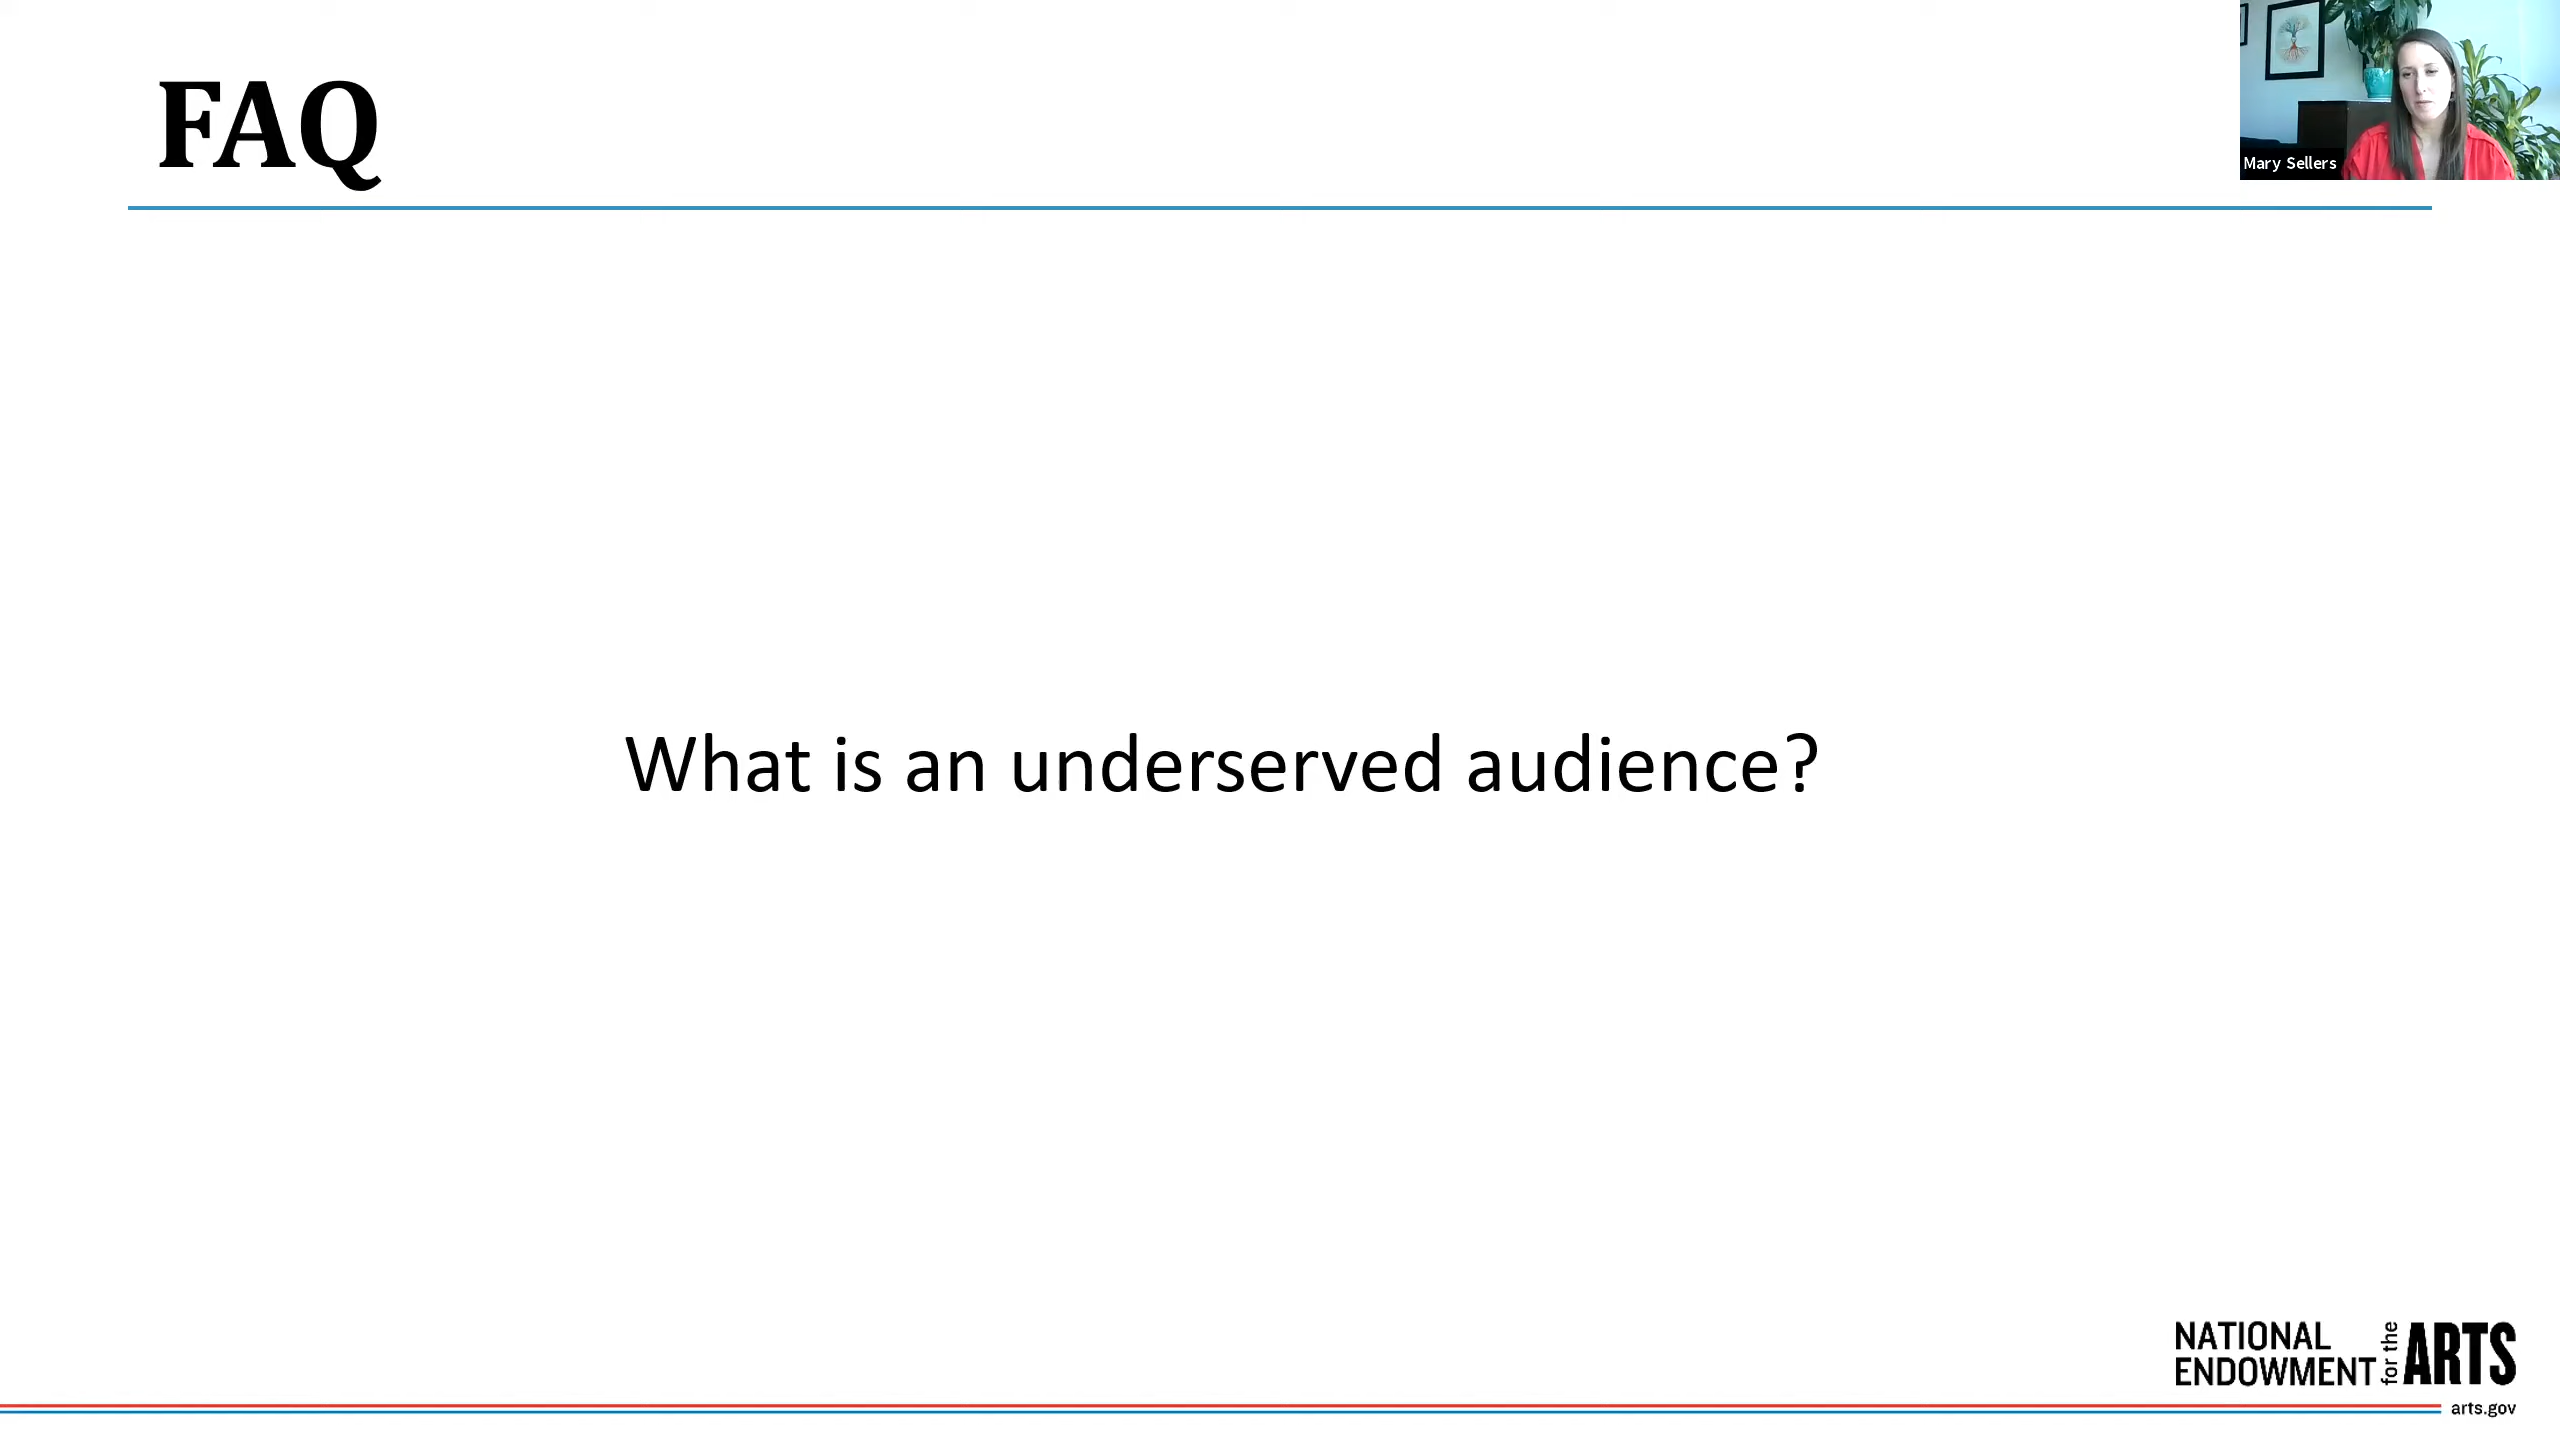 FAQ
Mary Sellers
What is an underserved audience?
NATIONAL
ENDOWMENT
for the
ARTS
arts.gov